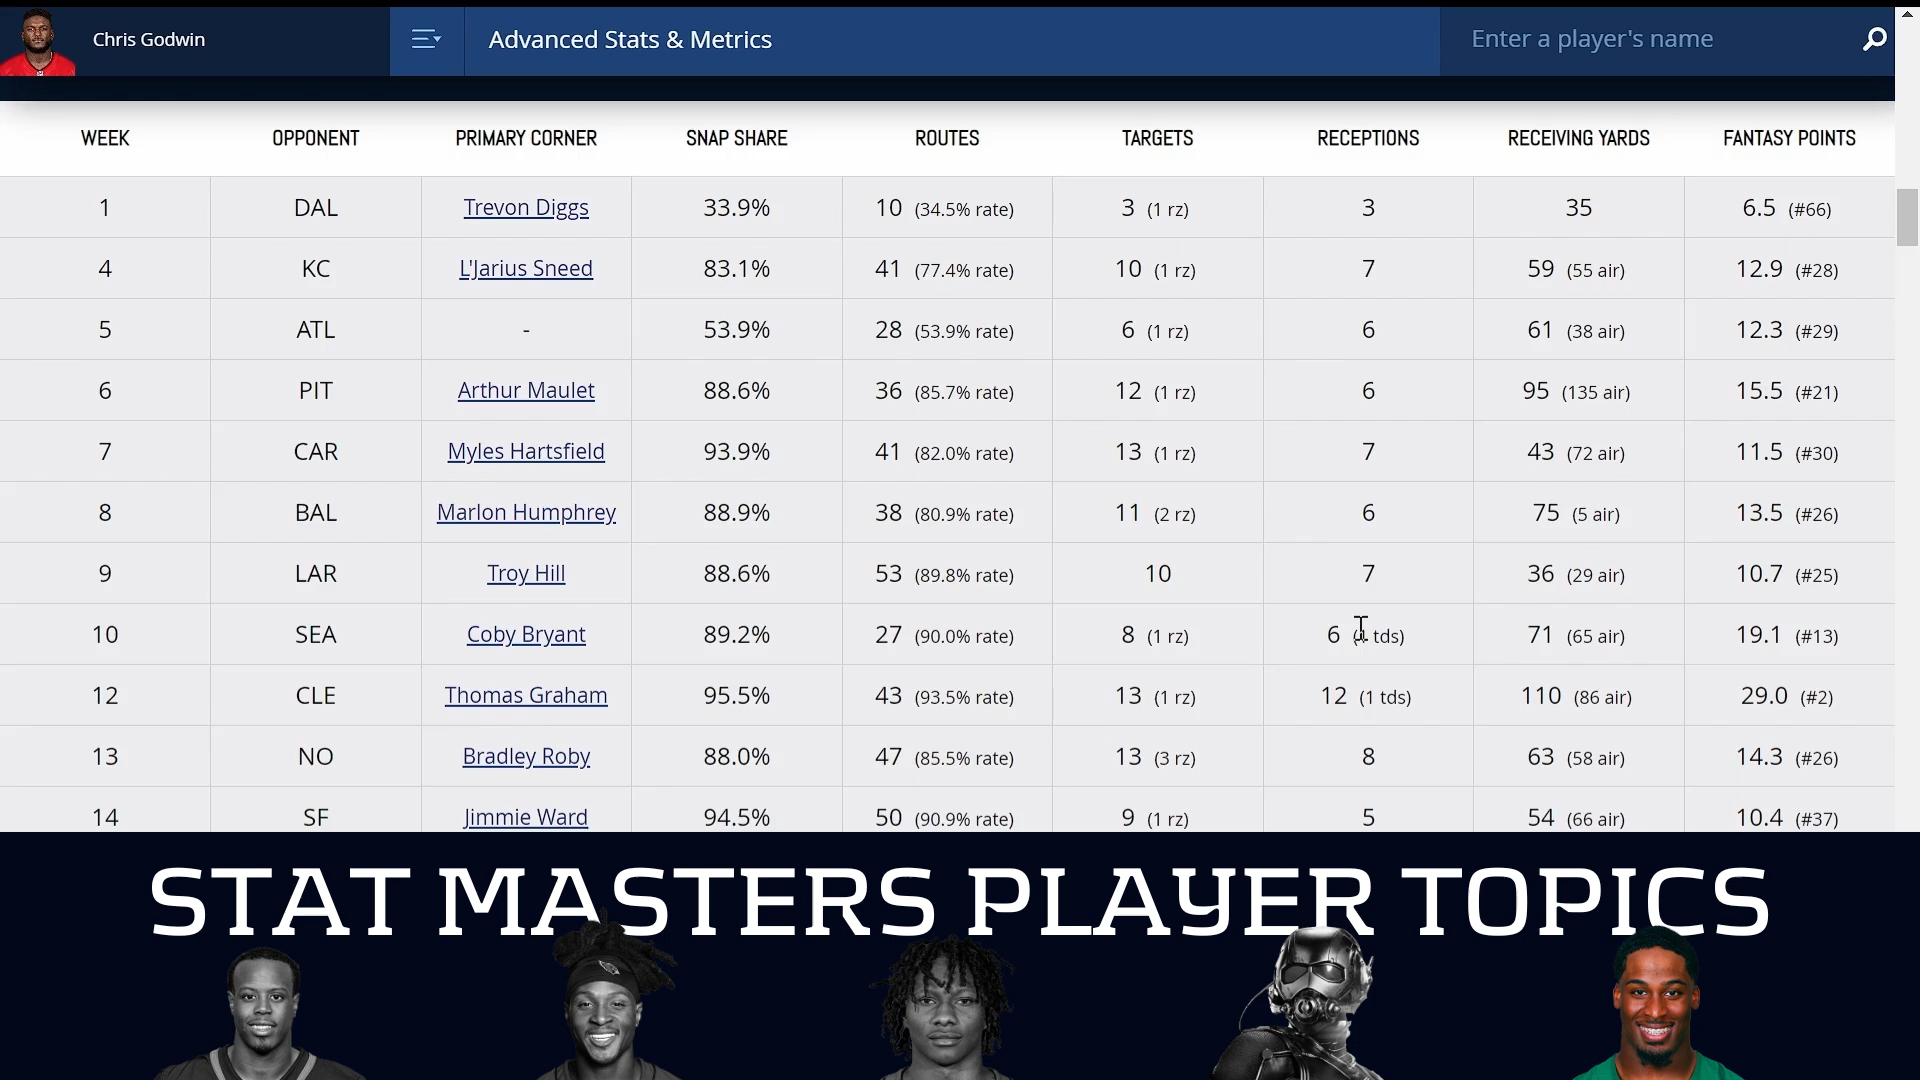 Chris Godwin Advanced Stats & Metrics Enter a player's name
WEEK OPPONENT PRIMARY CORNER SNAP SHARE ROUTES TARGETS RECEPTIONS RECEIVING YARDS FANTASY POINTS
1 DAL Trevon Diggs 33.9% 10 (34.5% rate) 3 (1 rz) 3 35 6.5 (#66)
4 KC L'Jarius Sneed 83.1% 41 (77.4% rate) 10 (1 rz) 7 59 (55 air) 12.9 (#28)
5 ATL - 53.9% 28 (53.9% rate) 6 (1 rz) 6 61 (38 air) 12.3 (#29)
6 PIT Arthur Maulet 88.6% 36 (85.7% rate) 12 (1 rz) 6 95 (135 air) 15.5 (#21)
7 CAR Myles Hartsfield 93.9% 41 (82.0% rate) 13 (1 rz) 7 43 (72 air) 11.5 (#30)
8 BAL Marlon Humphrey 88.9% 38 (80.9% rate) 11 (2 rz) 6 75 (5 air) 13.5 (#26)
9 LAR Troy Hill 88.6% 53 (89.8% rate) 10 7 36 (29 air) 10.7 (#25)
10 SEA Coby Bryant 89.2% 27 (90.0% rate) 8 (1 rz) 6 (1 tds) 71 (65 air) 19.1 (#13)
12 CLE Thomas Graham 95.5% 43 (93.5% rate) 13 (1 rz) 12 (1 tds) 110 (86 air) 29.0 (#2)
13 NO Bradley Roby 88.0% 47 (85.5% rate) 13 (3 rz) 8 63 (58 air) 14.3 (#26)
14 SF Jimmie Ward 94.5% 50 (90.9% rate) 9 (1 rz) 5 54 (66 air) 10.4 (#37)
STAT MASTERS PLAYER TOPICS